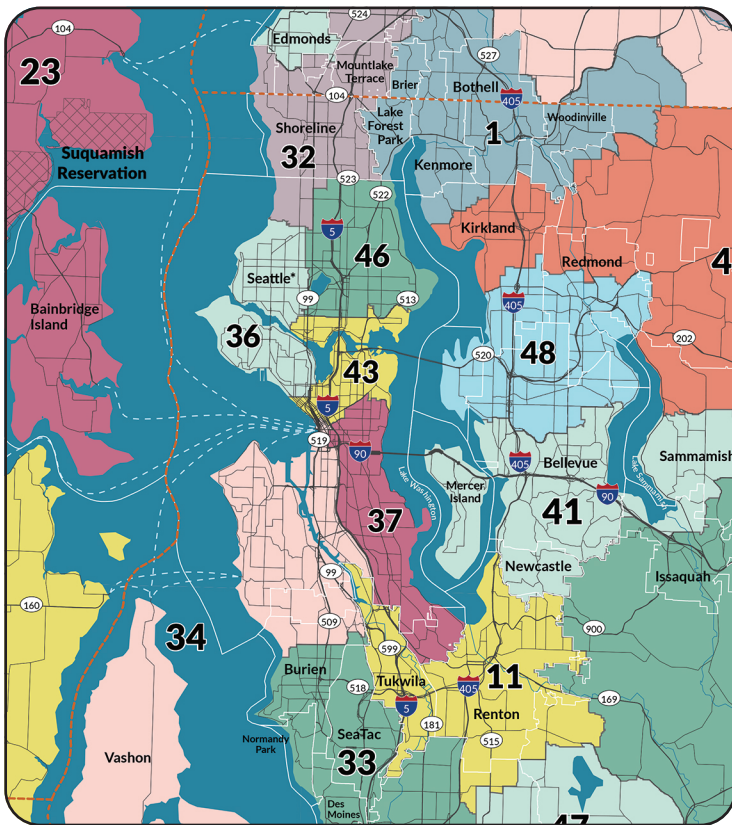 524
104
Edmonds
527
23
Mountlake
Terrace
Brier
Bothell
405
104
Lake
Forest
Park
Woodinville
Shoreline
32
1
Suquamish
Reservation
Kenmore
523
522
5
Kirkland
46
Redmond
4
Seattle*
99
513
405
Bainbridge
Island
36
202
43
520
48
5
519
90
405
Bellevue
Sammamish
Mercer
Island
Lake Washington
Lake Sammamish
90
37
41
Newcastle
99
Issaquah
160
509
900
34
599
Burien
518
Tukwila
405
11
169
5
Renton
181
Normandy
Park
SeaTac
515
Vashon
33
Des
Moines
47